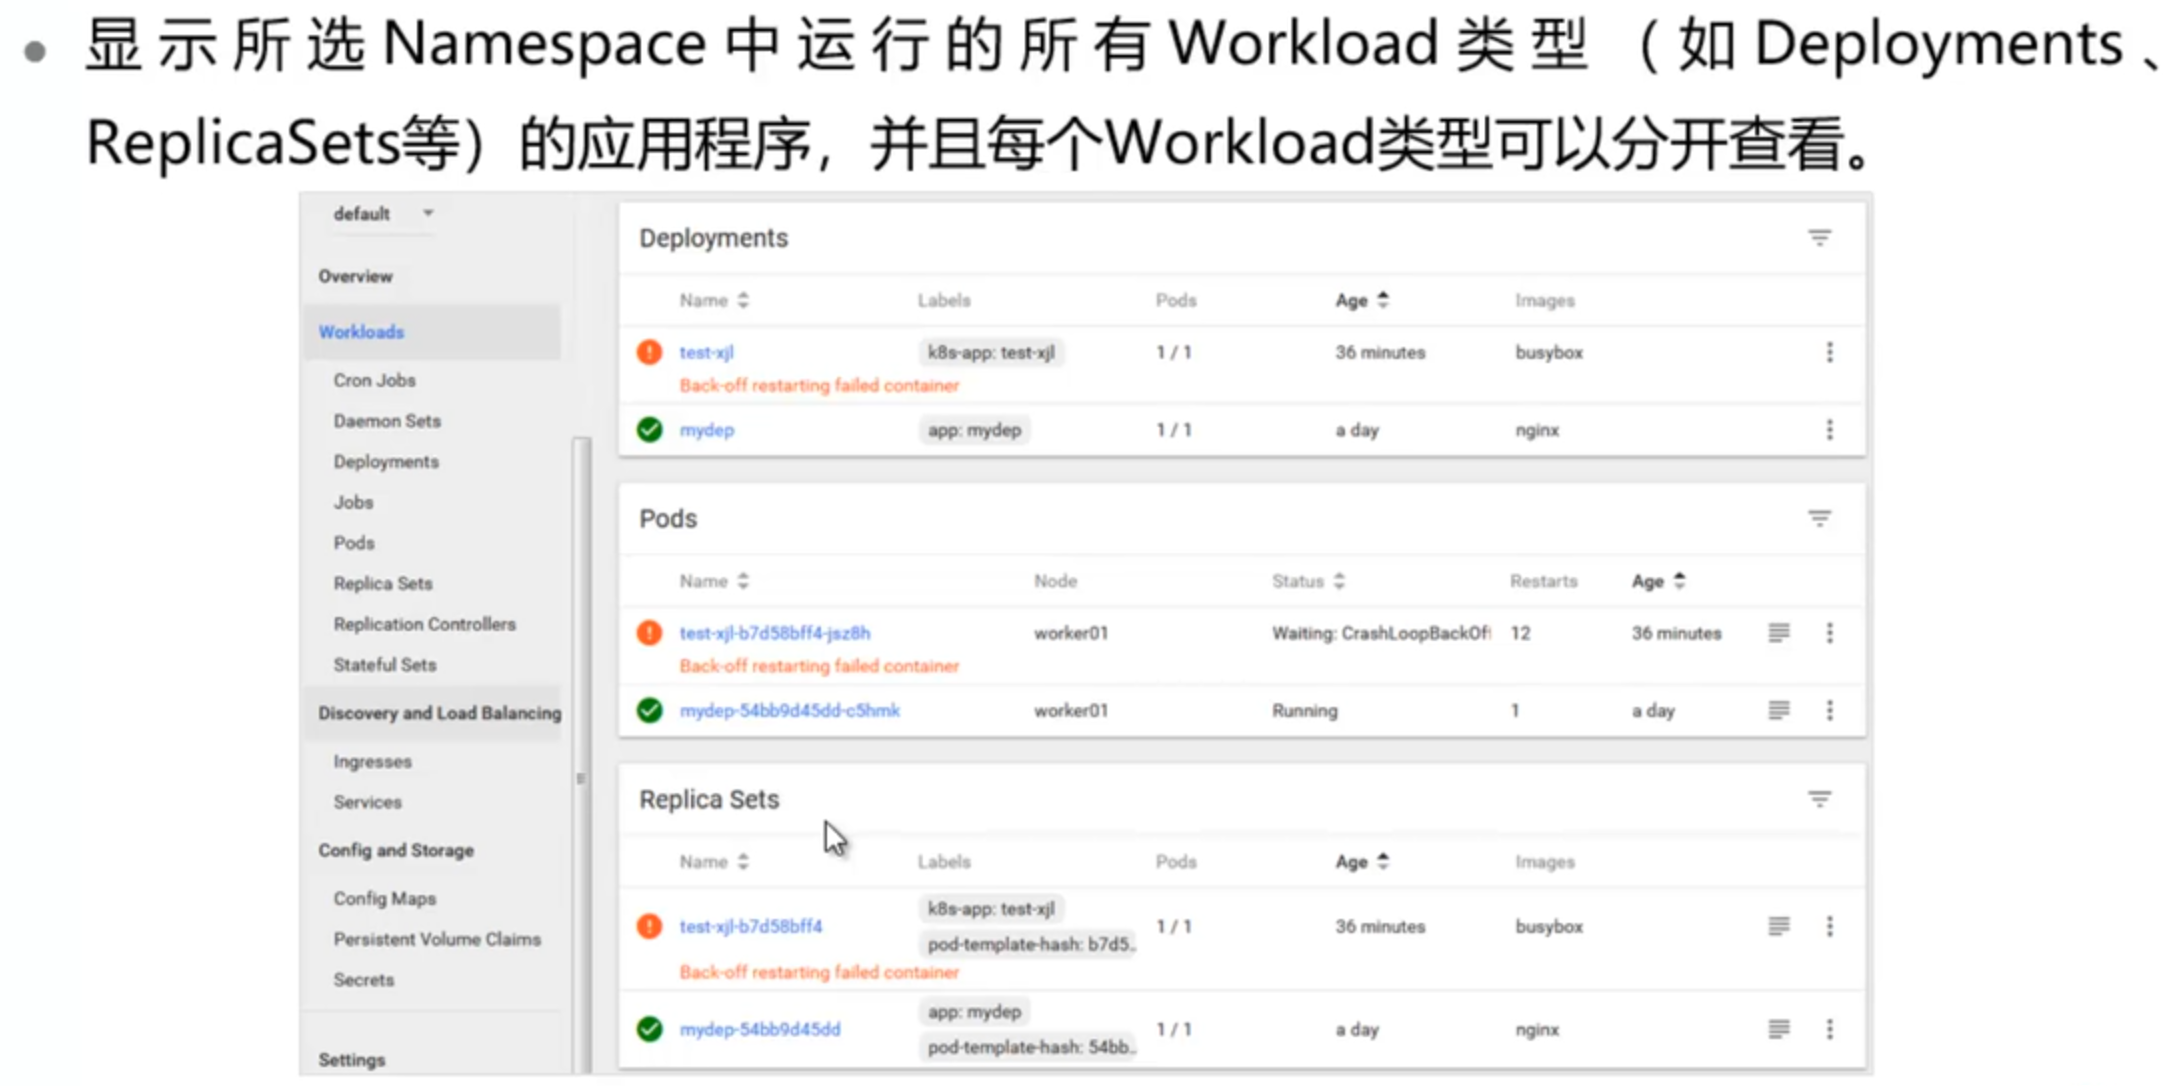 显示所选Namespace中运行的所有Workload类型（如Deployments、
ReplicaSets等）的应用程序，并且每个Workload类型可以分开查看。
default
Overview
Workloads
Cron Jobs
Daemon Sets
Deployments
Jobs
Pods
Replica Sets
Replication Controllers
Stateful Sets
Discovery and Load Balancing
Ingresses
Services
Config and Storage
Config Maps
Persistent Volume Claims
Secrets
Settings
Deployments
Name Labels Pods Age Images
test-xjl k8s-app: test-xjl 1 / 1 36 minutes busybox
Back-off restarting failed container
mydep app: mydep 1 / 1 a day nginx
Pods
Name Node Status Restarts Age
test-xjl-b7d58bff4-jsz8h worker01 Waiting: CrashLoopBackOf 12 36 minutes
Back-off restarting failed container
mydep-54bb9d45dd-c5hmk worker01 Running 1 a day
Replica Sets
Name Labels Pods Age Images
k8s-app: test-xjl
test-xjl-b7d58bff4 1 / 1 36 minutes busybox
pod-template-hash: b7d5..
Back-off restarting failed container
app: mydep
mydep-54bb9d45dd 1 / 1 a day nginx
pod-template-hash: 54bb..